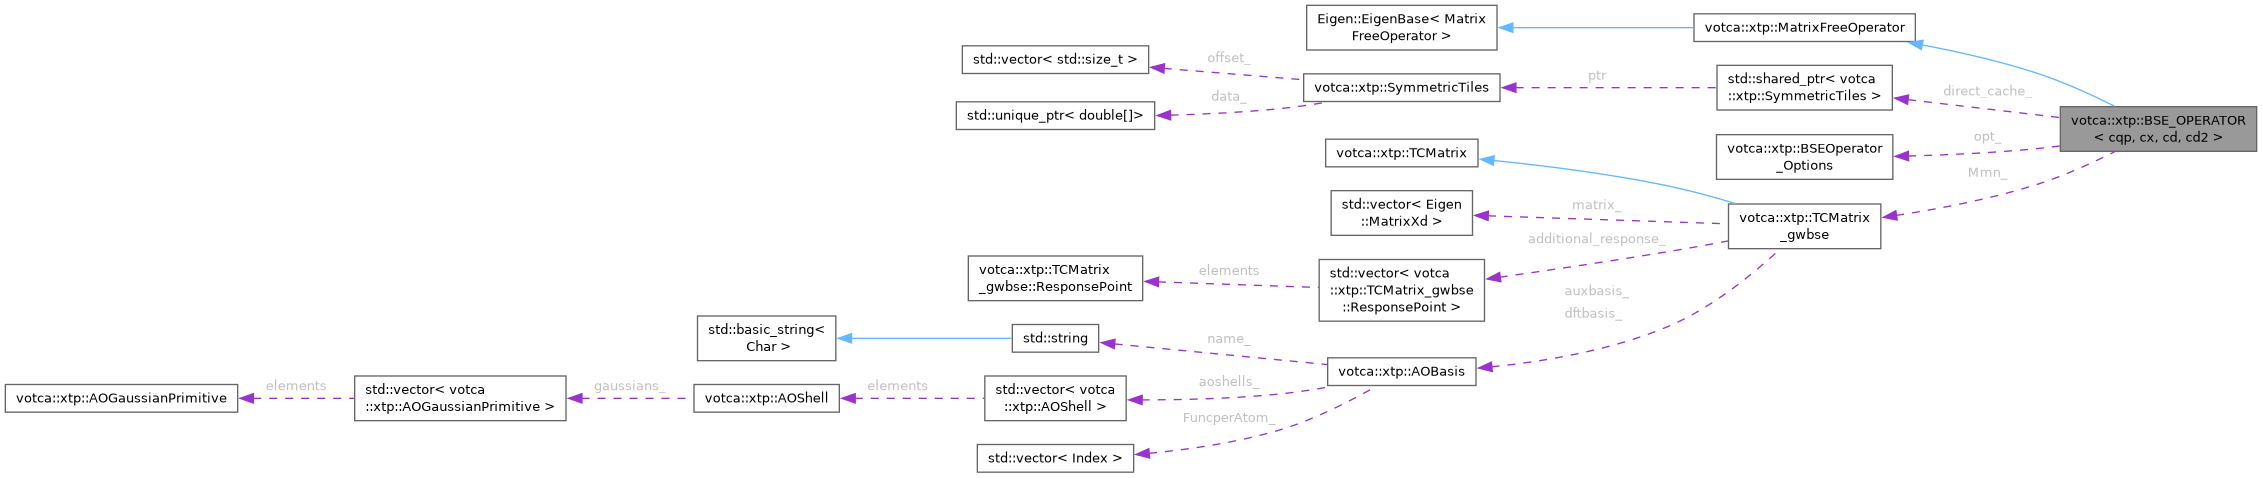 Eigen::EigenBase< Matrix
FreeOperator >
votca::xtp::MatrixFreeOperator
std::vector< std::size_t >
offset_
votca::xtp::SymmetricTiles
ptr
std::shared_ptr< votca
::xtp::SymmetricTiles >
direct_cache_
data_
std::unique_ptr< double[]>
votca::xtp::BSE_OPERATOR
< cqp, cx, cd, cd2 >
opt_
votca::xtp::BSEOperator
_Options
votca::xtp::TCMatrix
Mmn_
std::vector< Eigen
::MatrixXd >
matrix_
votca::xtp::TCMatrix
_gwbse
additional_response_
votca::xtp::TCMatrix
_gwbse::ResponsePoint
elements
std::vector< votca
::xtp::TCMatrix_gwbse
::ResponsePoint >
auxbasis_
dftbasis_
std::basic_string<
Char >
std::string
name_
votca::xtp::AOBasis
votca::xtp::AOGaussianPrimitive
elements
std::vector< votca
::xtp::AOGaussianPrimitive >
gaussians_
votca::xtp::AOShell
elements
std::vector< votca
::xtp::AOShell >
aoshells_
FuncperAtom_
std::vector< Index >